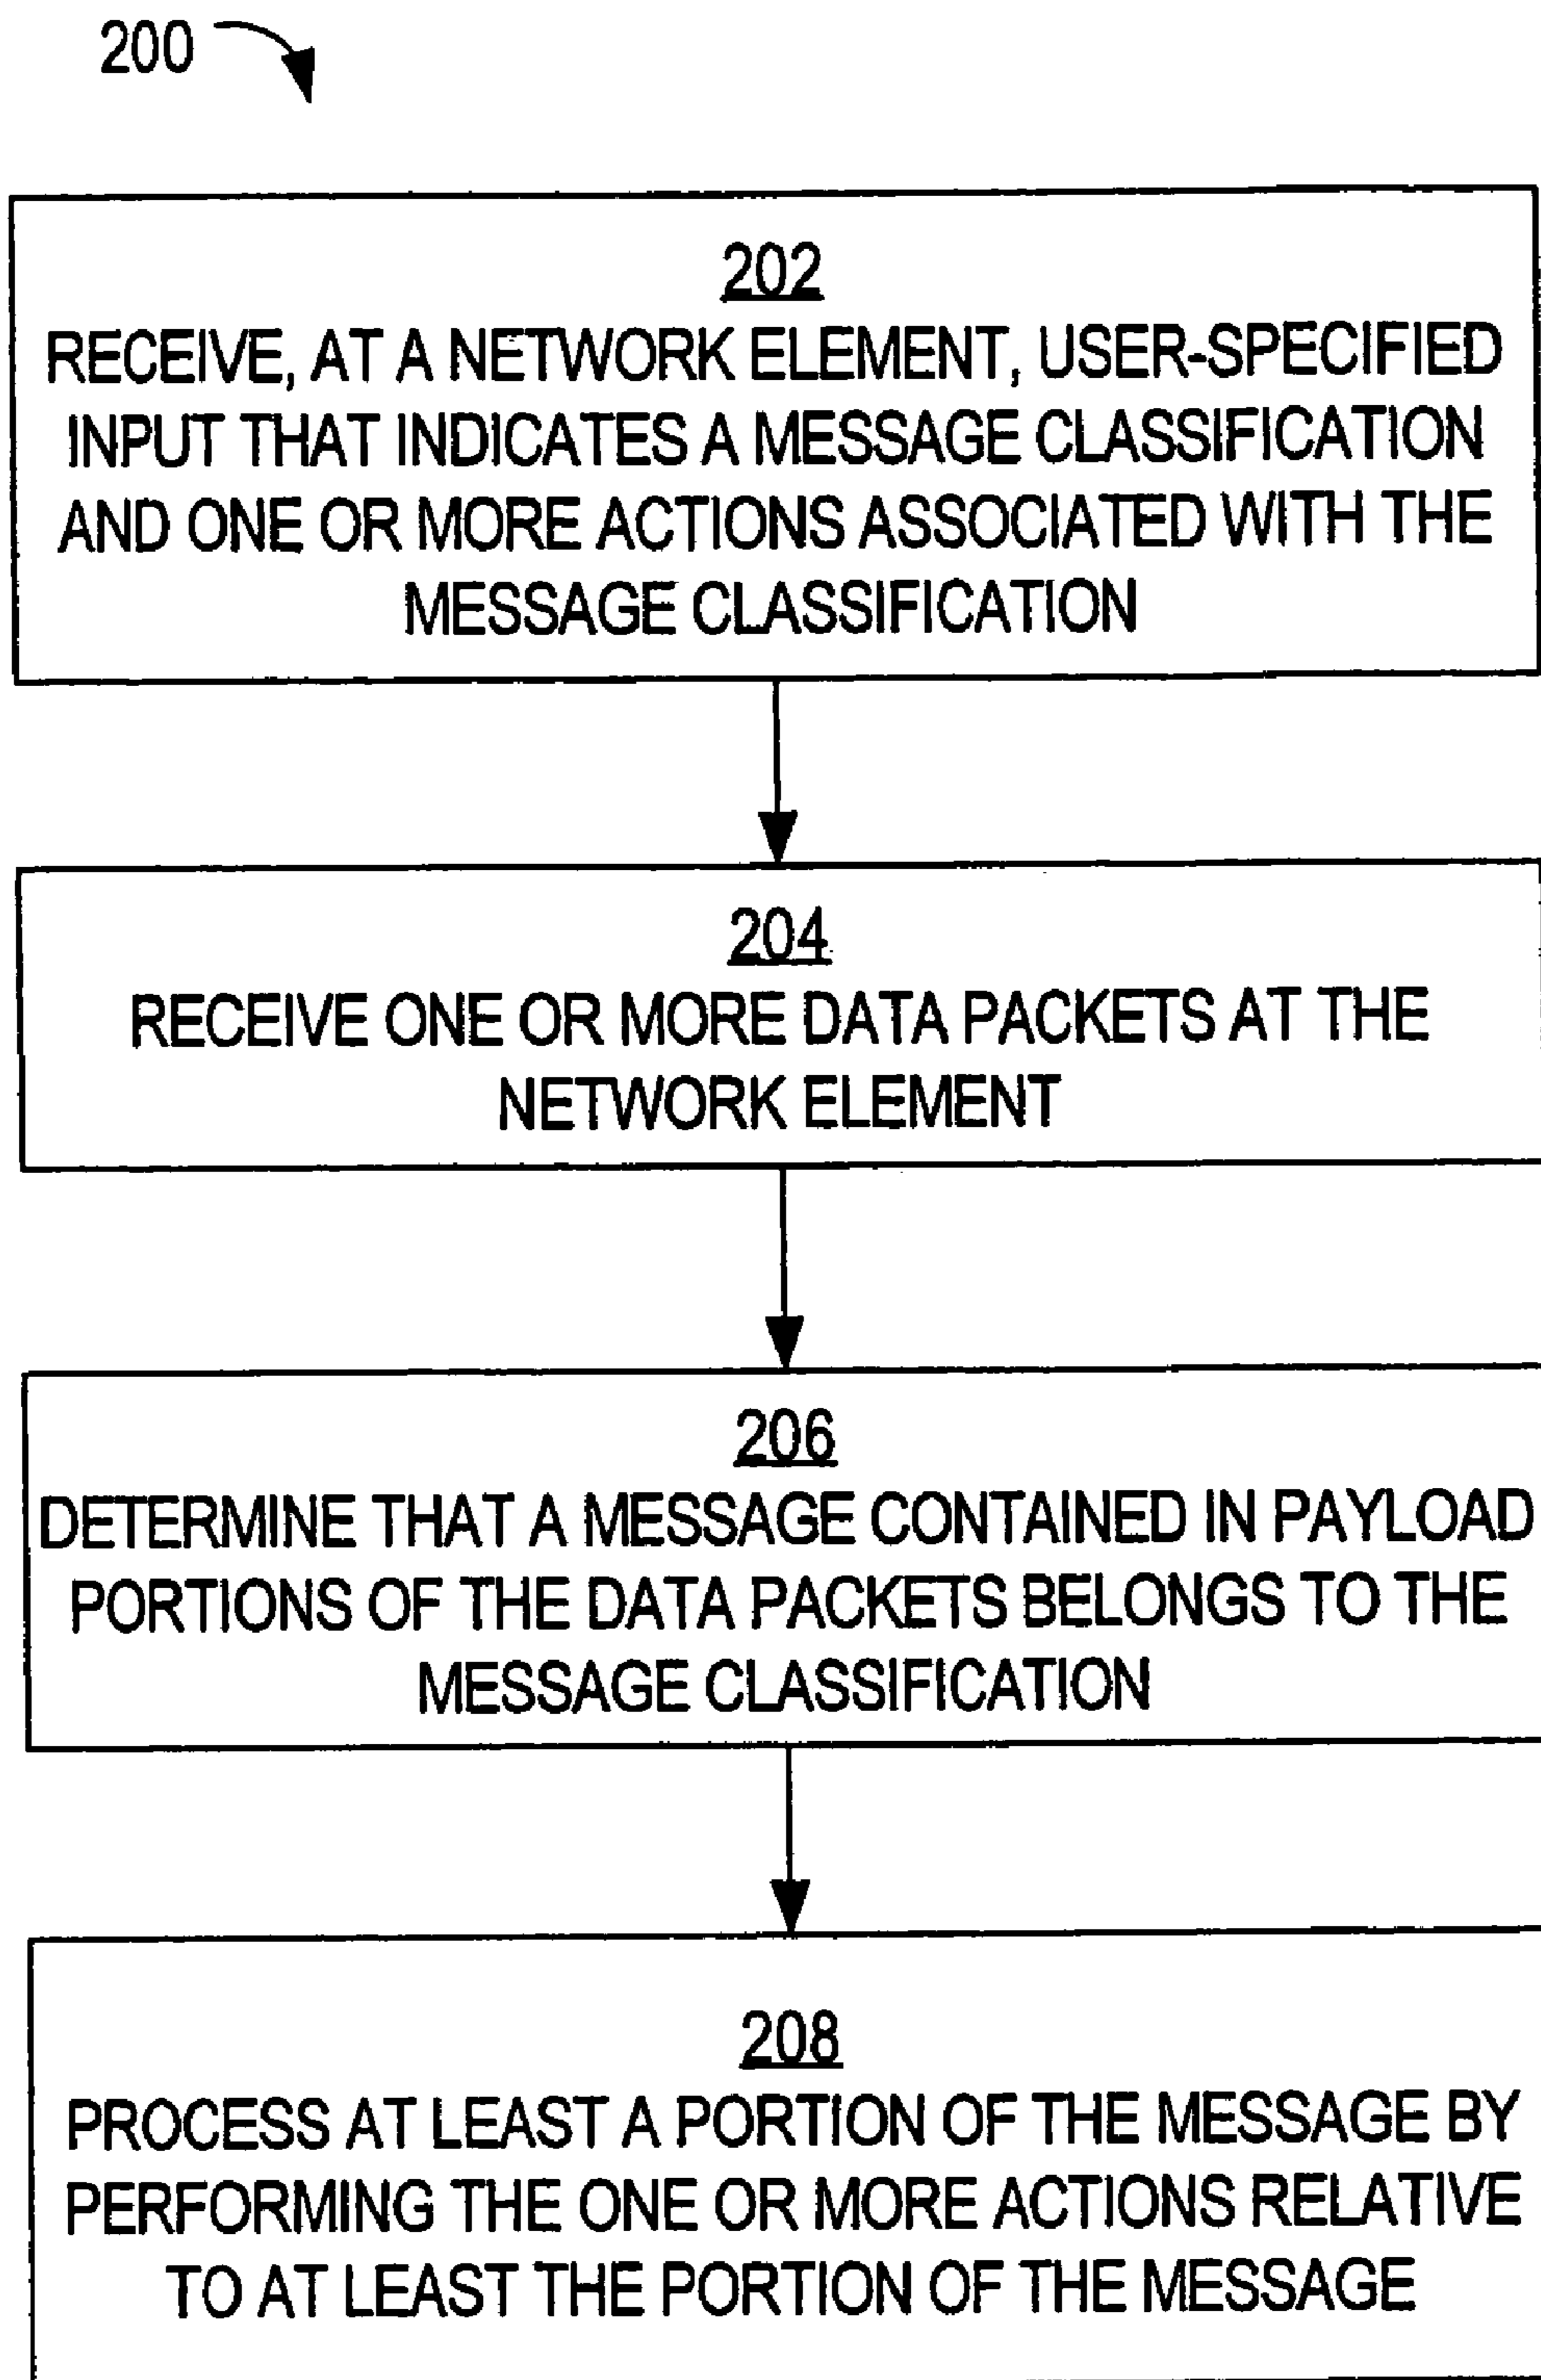 200
202
RECEIVE, AT A NETWORK ELEMENT, USER-SPECIFIED
INPUT THAT INDICATES A MESSAGE CLASSIFICATION
AND ONE OR MORE ACTIONS ASSOCIATED WITH THE
MESSAGE CLASSIFICATION
204
RECEIVE ONE OR MORE DATA PACKETS AT THE
NETWORK ELEMENT
206
DETERMINE THAT A MESSAGE CONTAINED IN PAYLOAD
PORTIONS OF THE DATA PACKETS BELONGS TO THE
MESSAGE CLASSIFICATION
208
PROCESS AT LEAST A PORTION OF THE MESSAGE BY
PERFORMING THE ONE OR MORE ACTIONS RELATIVE
TO AT LEAST THE PORTION OF THE MESSAGE